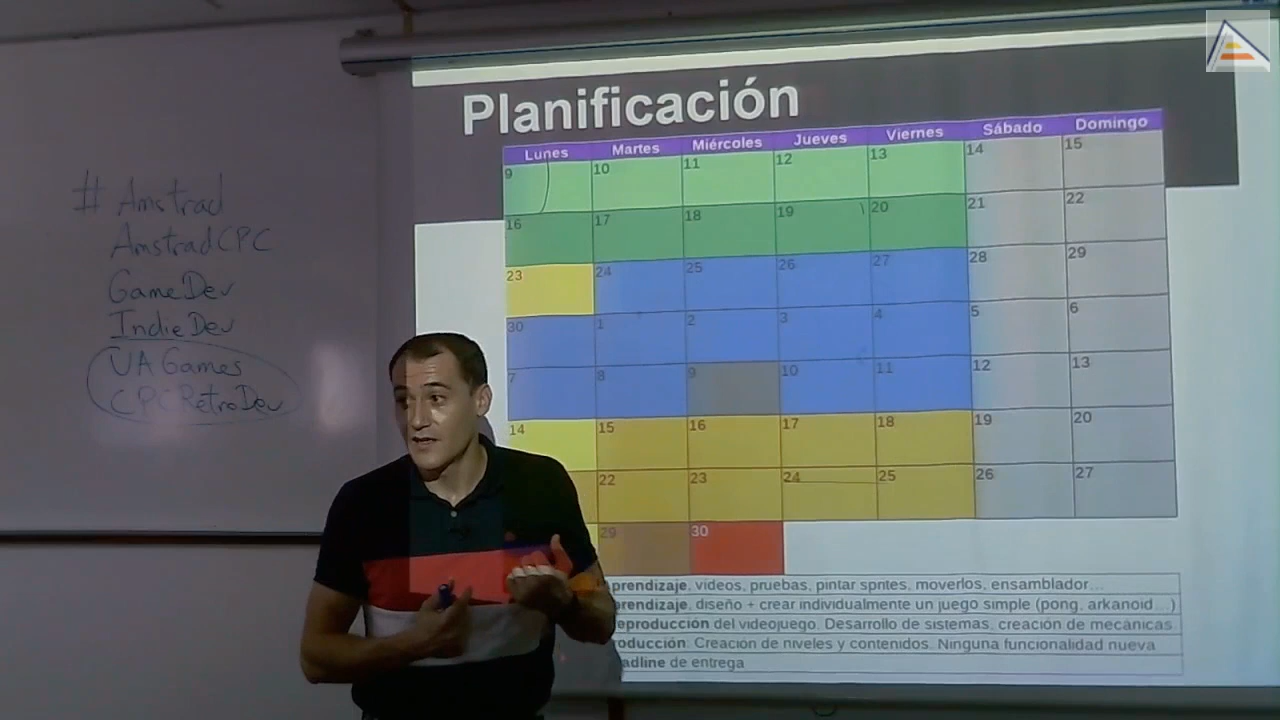 Planificación
Lunes Martes Miércoles Jueves Viernes Sábado Domingo
9 10 11 12 13 14 15
16 17 18 19 20 21 22
23 24 25 26 27 28 29
30 1 2 3 4 5 6
7 8 9 10 11 12 13
14 15 16 17 18 19 20
22 23 24 25 26 27
29 30
prendizaje, videos, pruebas, pintar sprites, moverlos, ensamblador...
prendizaje, diseño + crear individualmente un juego simple (pong, arkanoid...)
eproducción del videojuego. Desarrollo de sistemas, creación de mecánicas
oducción. Creación de niveles y contenidos. Ninguna funcionalidad nueva
adline de entrega
# Amstrad
AmstradCPC
GameDev
IndieDev
UAGames
CPCRetroDev